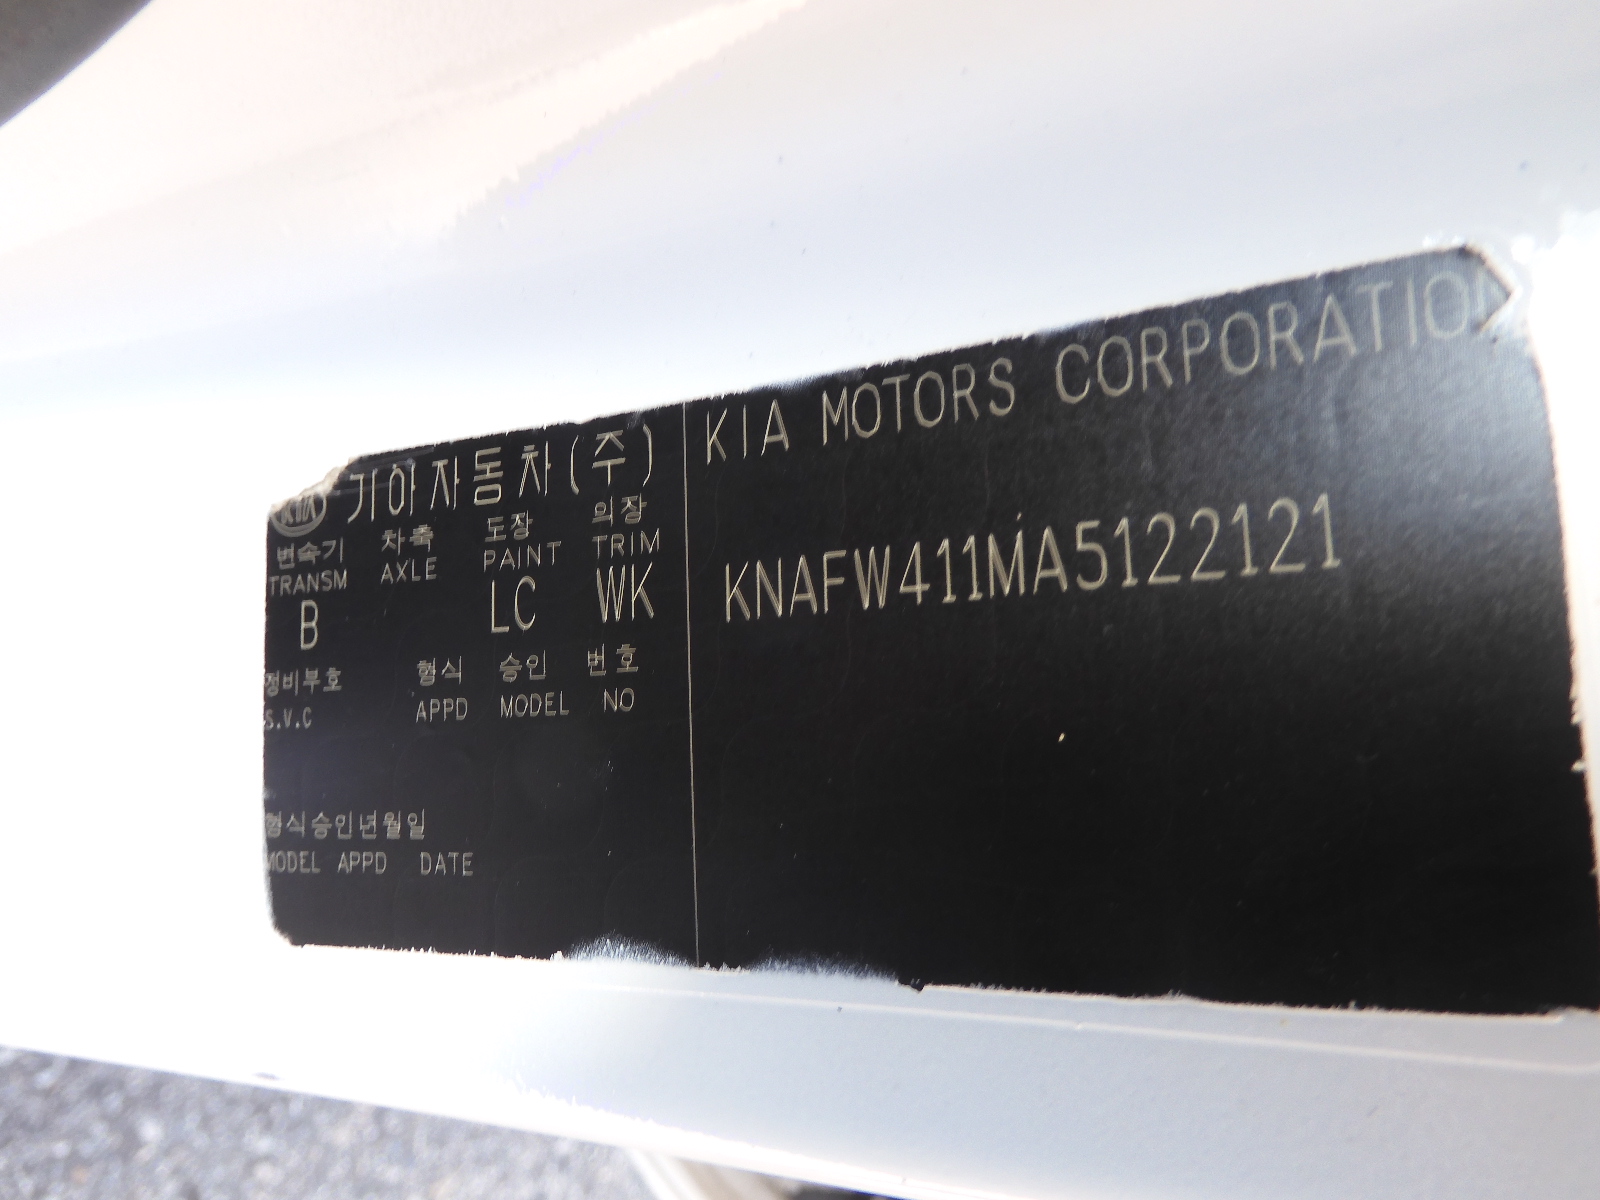 KIA 기아자동차(주)
변속기 차축 도장 의장
TRANSM AXLE PAINT TRIM
B LC WK
정비부호 형식 승인 번호
S.V.C APPD MODEL NO
형식승인년월일
MODEL APPD DATE
KIA MOTORS CORPORATION
KNAFW411MA5122121